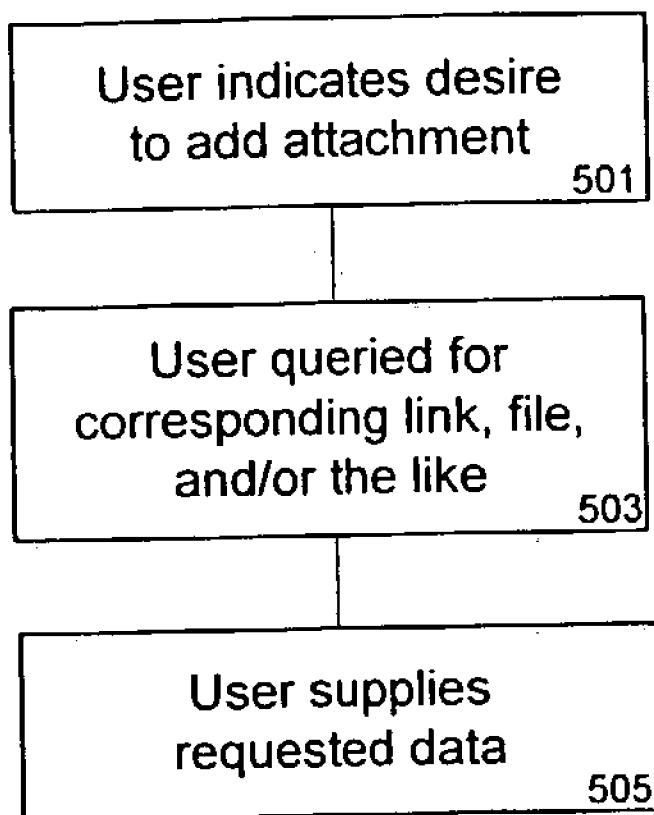 User indicates desire
to add attachment
501
User queried for
corresponding link, file,
and/or the like
503
User supplies
requested data
505